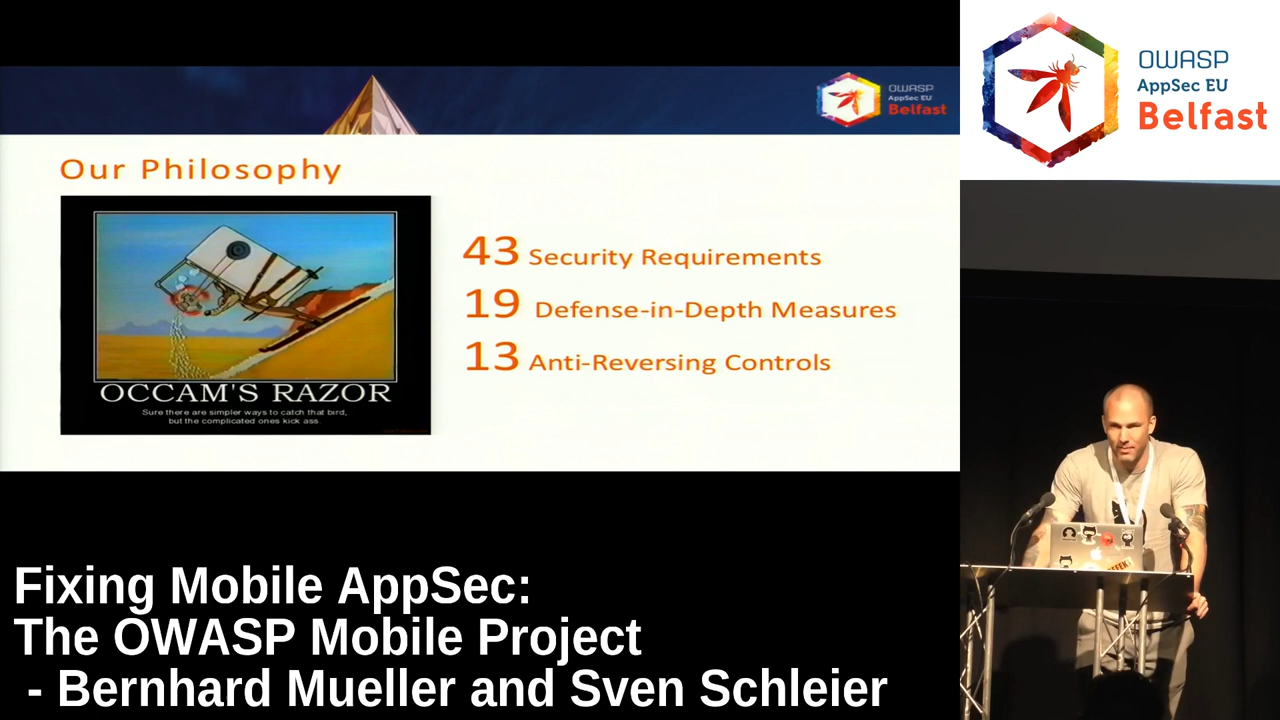 OWASP
AppSec EU
Belfast
Our Philosophy
OCCAM'S RAZOR
Sure there are simpler ways to catch that bird,
but the complicated ones kick ass.
43 Security Requirements
19 Defense-in-Depth Measures
13 Anti-Reversing Controls
OWASP
AppSec EU
Belfast
Fixing Mobile AppSec:
The OWASP Mobile Project
- Bernhard Mueller and Sven Schleier